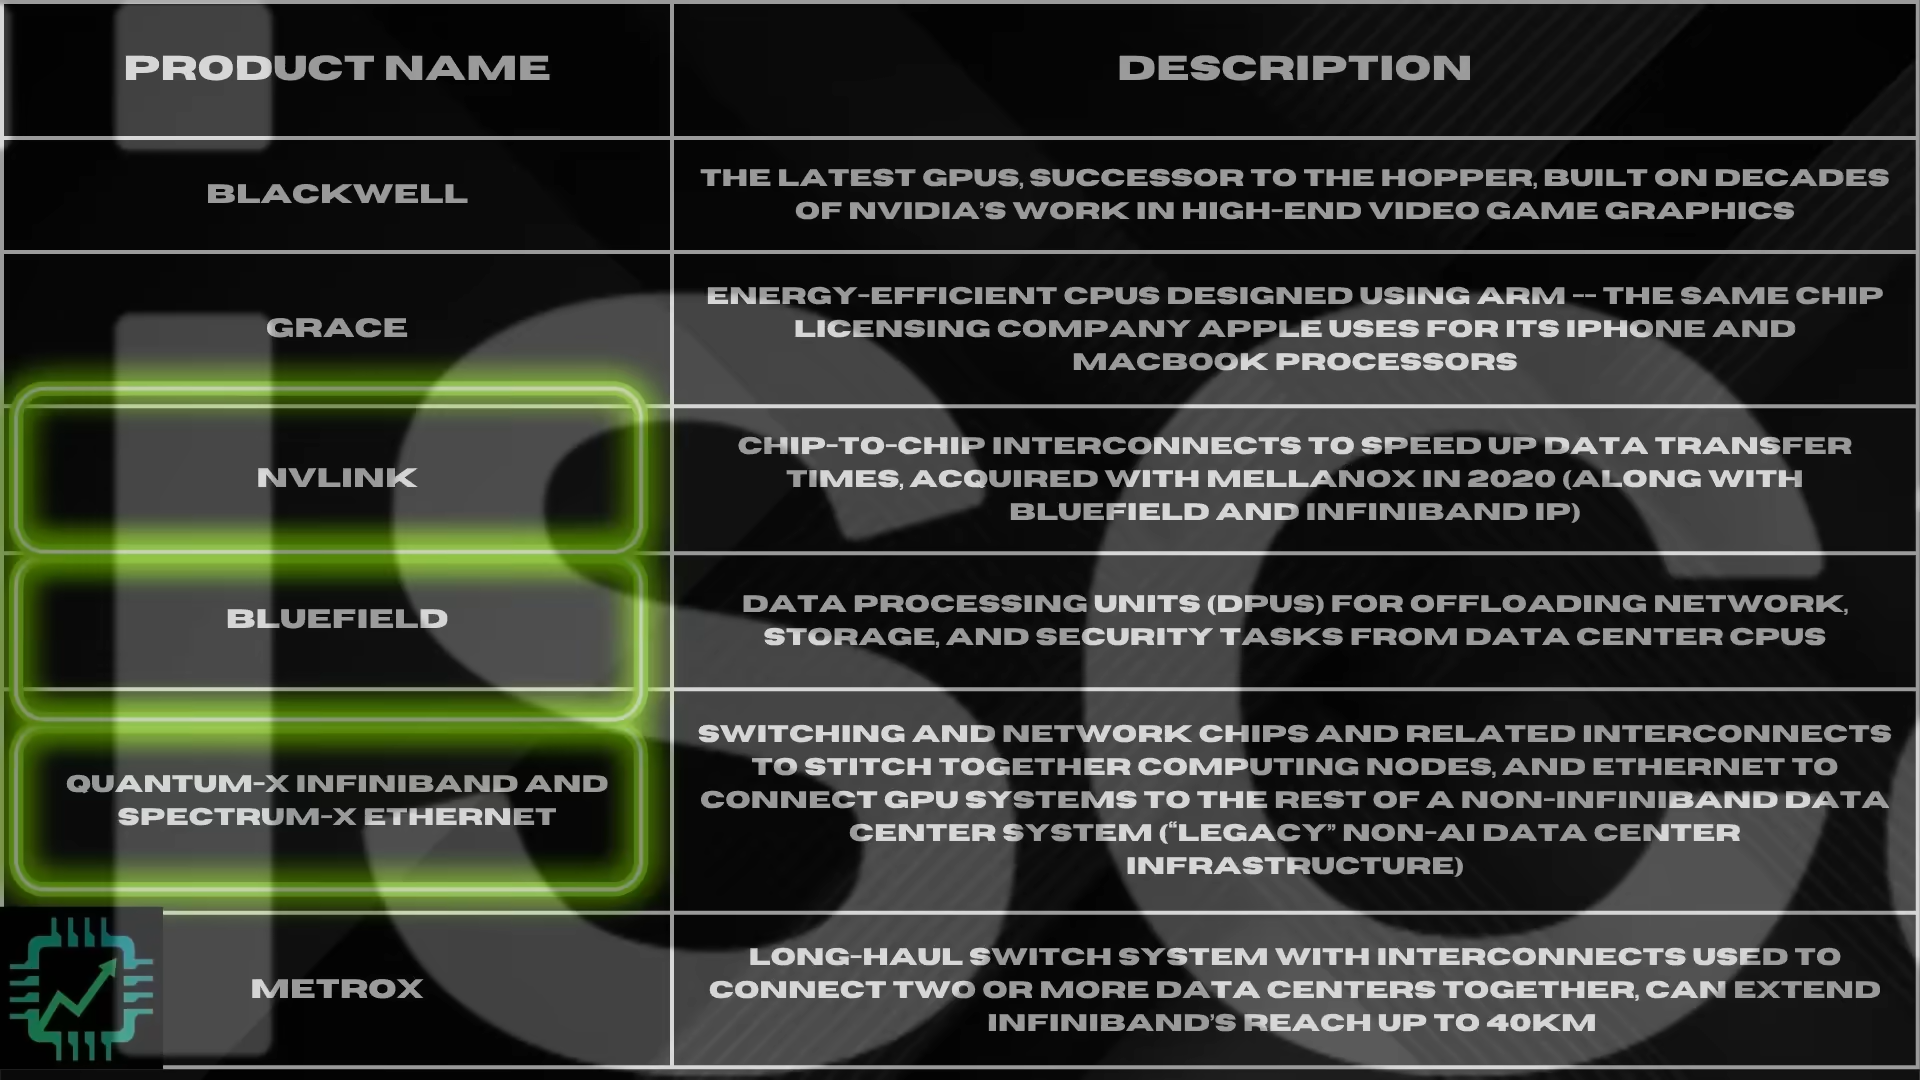 PRODUCT NAME
DESCRIPTION
BLACKWELL
THE LATEST GPUS, SUCCESSOR TO THE HOPPER, BUILT ON DECADES
OF NVIDIA'S WORK IN HIGH-END VIDEO GAME GRAPHICS
GRACE
ENERGY-EFFICIENT CPUS DESIGNED USING ARM -- THE SAME CHIP
LICENSING COMPANY APPLE USES FOR ITS IPHONE AND
MACBOOK PROCESSORS
NVLINK
CHIP-TO-CHIP INTERCONNECTS TO SPEED UP DATA TRANSFER
TIMES, ACQUIRED WITH MELLANOX IN 2020 (ALONG WITH
BLUEFIELD AND INFINIBAND IP)
BLUEFIELD
DATA PROCESSING UNITS (DPUS) FOR OFFLOADING NETWORK,
STORAGE, AND SECURITY TASKS FROM DATA CENTER CPUS
QUANTUM-X INFINIBAND AND
SPECTRUM-X ETHERNET
SWITCHING AND NETWORK CHIPS AND RELATED INTERCONNECTS
TO STITCH TOGETHER COMPUTING NODES, AND ETHERNET TO
CONNECT GPU SYSTEMS TO THE REST OF A NON-INFINIBAND DATA
CENTER SYSTEM ("LEGACY" NON-AI DATA CENTER
INFRASTRUCTURE)
METROX
LONG-HAUL SWITCH SYSTEM WITH INTERCONNECTS USED TO
CONNECT TWO OR MORE DATA CENTERS TOGETHER, CAN EXTEND
INFINIBAND'S REACH UP TO 40KM